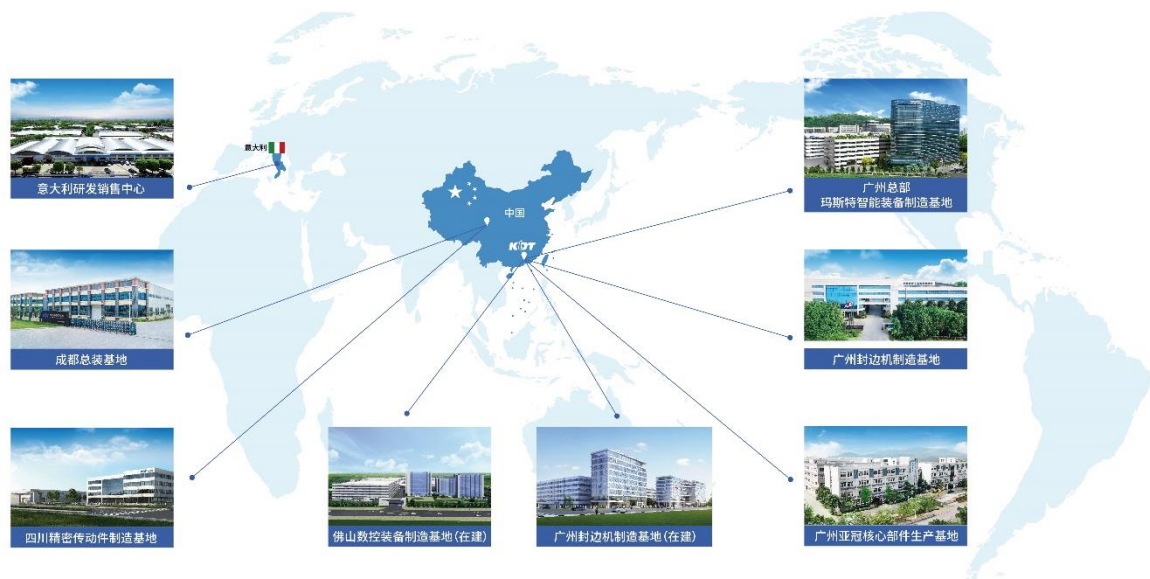 意大利
意大利研发销售中心
中国
KDT
广州总部
玛斯特智能装备制造基地
成都总装基地
广州封边机制造基地
四川精密传动件制造基地
佛山数控装备制造基地(在建)
广州封边机制造基地(在建)
广州亚冠核心部件生产基地